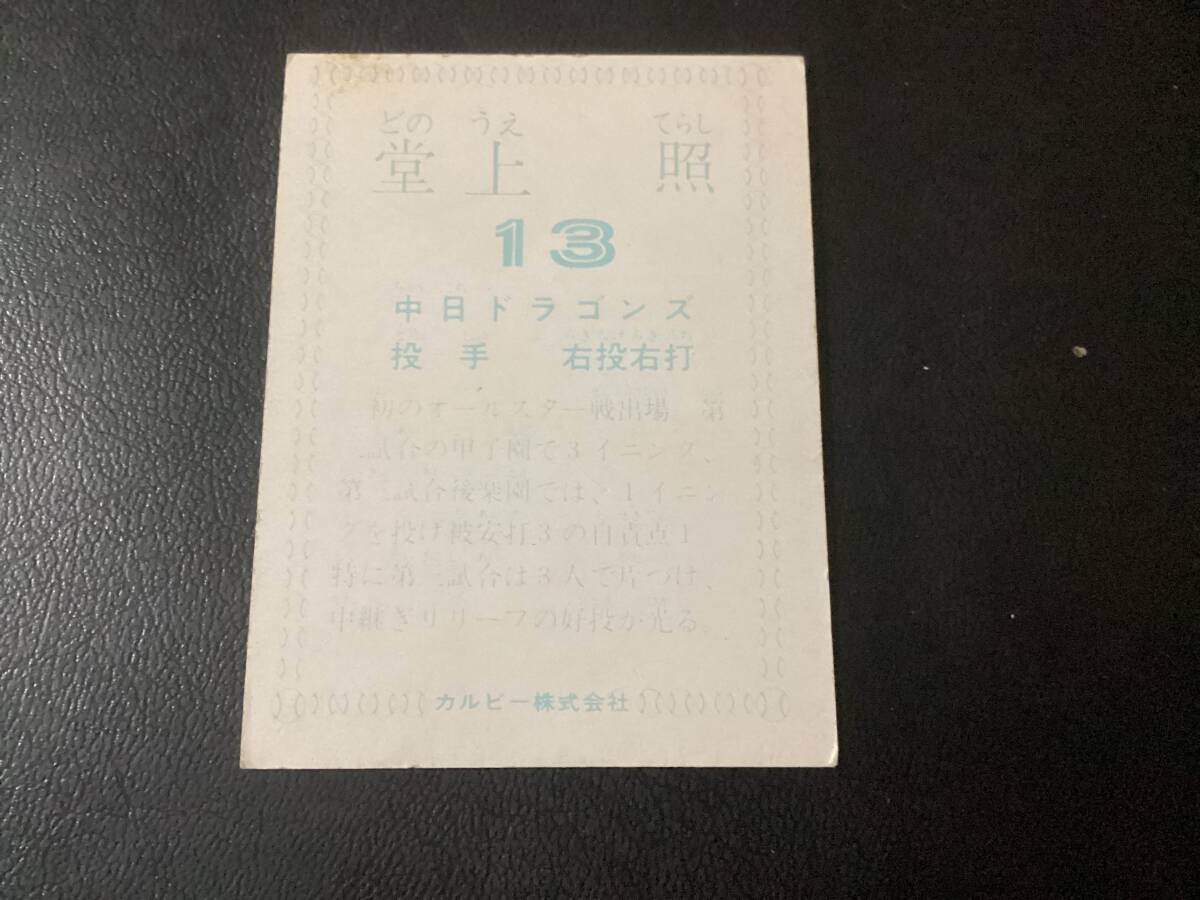 どの うえ てらし
堂上 照
13
中日ドラゴンズ
投手 右投右打
初のオールスター戦出場 第
試合の甲子園で3イニング、
第三試合後楽園では、1イニン
グを投げ被安打3の自責点1
特に第三試合は3人で片づけ、
中継ぎリリーフの好投が光る
カルビー株式会社